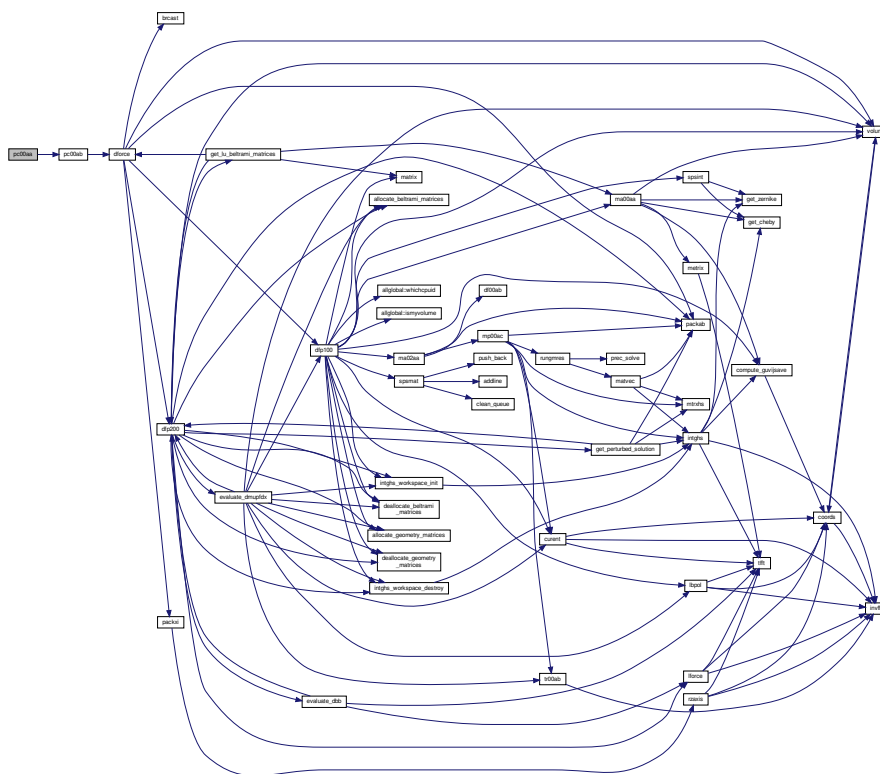 brcast
volum
pc00aa
pc00ab
dforce
get_lu_beltrami_matrices
matrix
spsint
allocate_beltrami_matrices
ma00aa
get_zernike
get_cheby
metrix
allglobal::whichcpuid
df00ab
allglobal::ismyvolume
packab
mp00ac
dfp100
ma02aa
rungmres
prec_solve
push_back
compute_guvijsave
spsmat
addline
matvec
clean_queue
mtrxhs
dfp200
intghs
get_perturbed_solution
intghs_workspace_init
evaluate_dmupfdx
deallocate_beltrami
_matrices
coords
allocate_geometry_matrices
curent
deallocate_geometry
_matrices
tfft
intghs_workspace_destroy
lbpol
invfft
packxi
lforce
tr00ab
rzaxis
evaluate_dbb